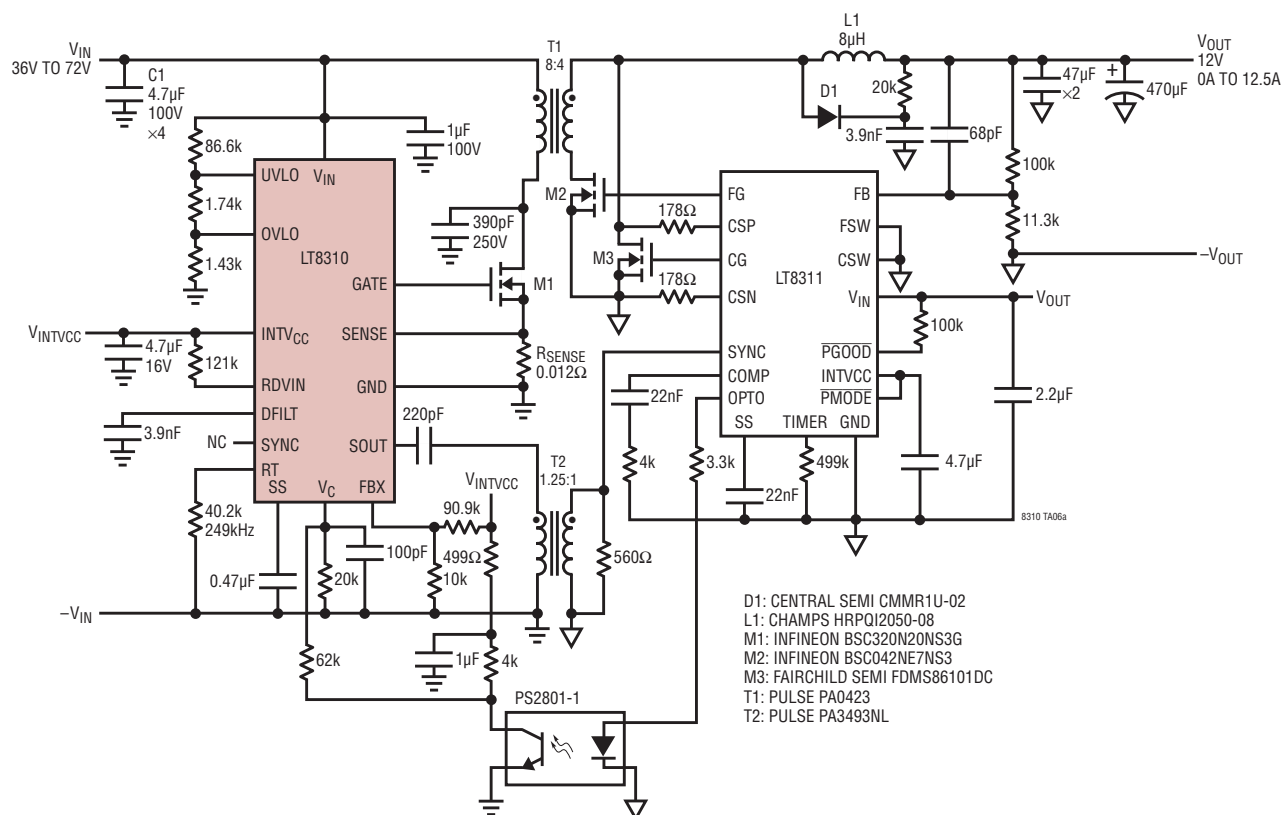 VIN
36V TO 72V
C1
4.7µF
100V
×4
T1
8:4
L1
8µH
VOUT
12V
0A TO 12.5A
D1
20k
3.9nF
68pF
47µF
×2
+
470µF
86.6k
1.74k
1.43k
1µF
100V
UVLO
VIN
OVLO
LT8310
GATE
INTVCC
SENSE
RDVIN
GND
DFILT
SYNC
SOUT
RT
SS
VC
FBX
390pF
250V
M1
M2
M3
178Ω
178Ω
FG
FB
CSP
FSW
CG
LT8311
CSW
CSN
VIN
SYNC
PGOOD
COMP
INTVCC
OPTO
PMODE
SS
TIMER
GND
100k
11.3k
–VOUT
VOUT
100k
2.2µF
VINTVCC
4.7µF
16V
121k
RSENSE
0.012Ω
3.9nF
NC
220pF
T2
1.25:1
22nF
4k
3.3k
22nF
499k
4.7µF
8310 TA06a
40.2k
249kHz
0.47µF
20k
100pF
VINTVCC
90.9k
499Ω
10k
560Ω
–VIN
62k
1µF
4k
PS2801-1
D1: CENTRAL SEMI CMMR1U-02
L1: CHAMPS HRPQI2050-08
M1: INFINEON BSC320N20NS3G
M2: INFINEON BSC042NE7NS3
M3: FAIRCHILD SEMI FDMS86101DC
T1: PULSE PA0423
T2: PULSE PA3493NL